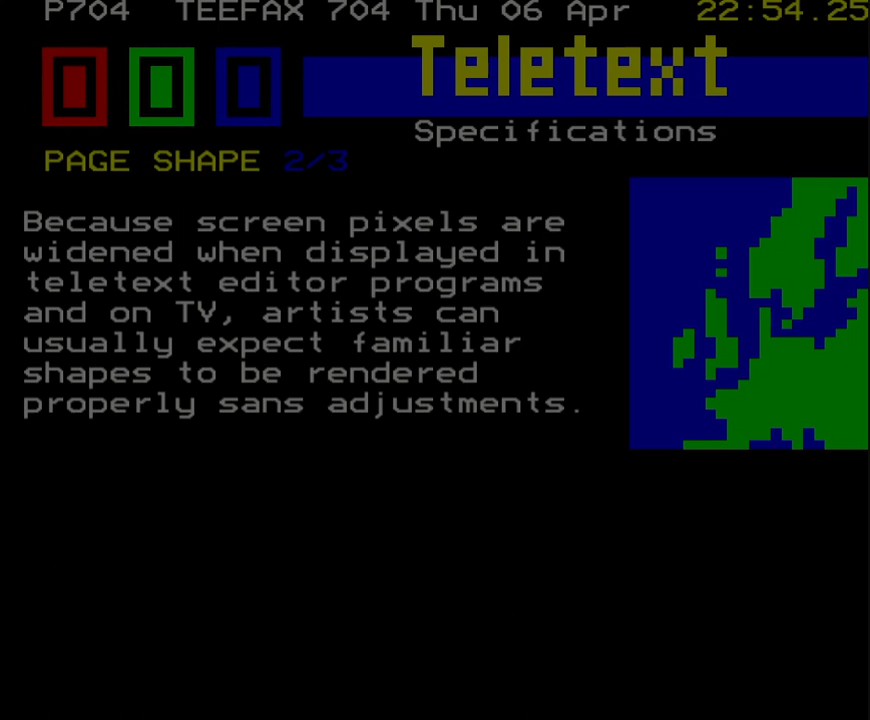 P704 TEEFAX 704 Thu 06 Apr 22:54.25
Teletext
Specifications
PAGE SHAPE 2/3
Because screen pixels are
widened when displayed in
teletext editor programs
and on TV, artists can
usually expect familiar
shapes to be rendered
properly sans adjustments.